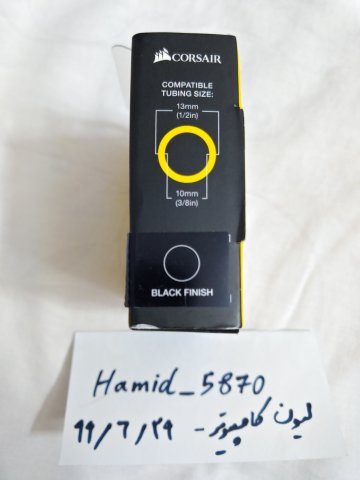 CORSAIR
COMPATIBLE
TUBING SIZE:
13mm
(1/2in)
10mm
(3/8in)
BLACK FINISH
Hamid_5870
لیون کامپیوتر - ۹۹/۶/۲۹